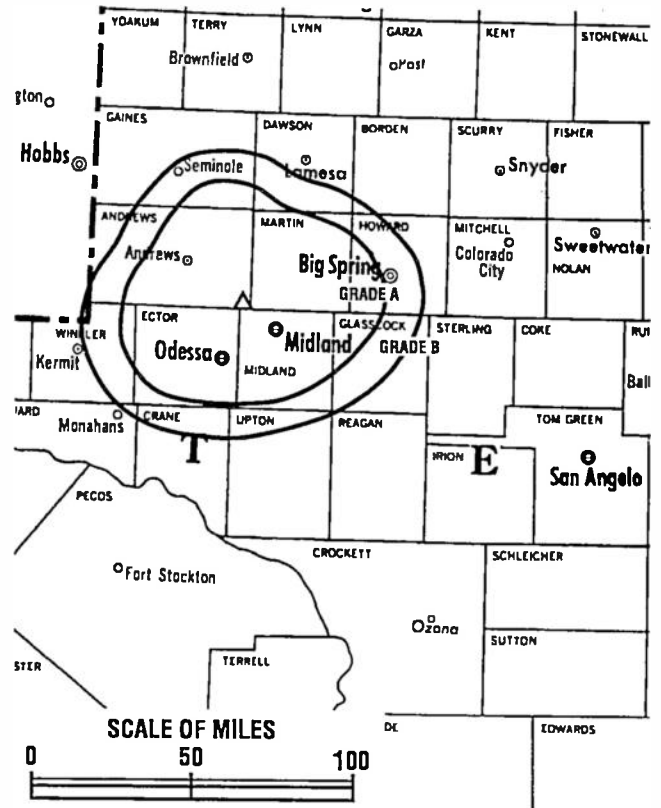 YOAKUM
TERRY
LYNN
GARZA
KENT
STONEWALL
Brownfield
Post
gton
GAINES
DAWSON
BORDEN
SCURRY
FISHER
Hobbs
Seminole
Lamesa
Snyder
ANDREWS
MARTIN
HOWARD
MITCHELL
Andrews
Big Spring
Colorado
City
Sweetwater
NOLAN
GRADE A
WINKLER
ECTOR
GLASSCOCK
STERLING
COKE
RU
Kermit
Odessa
Midland
GRADE B
MIDLAND
Ball
ARD
Monahans
CRANE
UPTON
REAGAN
TOM GREEN
T
IRION
E
San Angelo
PECOS
CROCKETT
SCHLEICHER
Fort Stockton
Ozona
SUTTON
STER
TERRELL
SCALE OF MILES
0 50 100
DE
EDWARDS